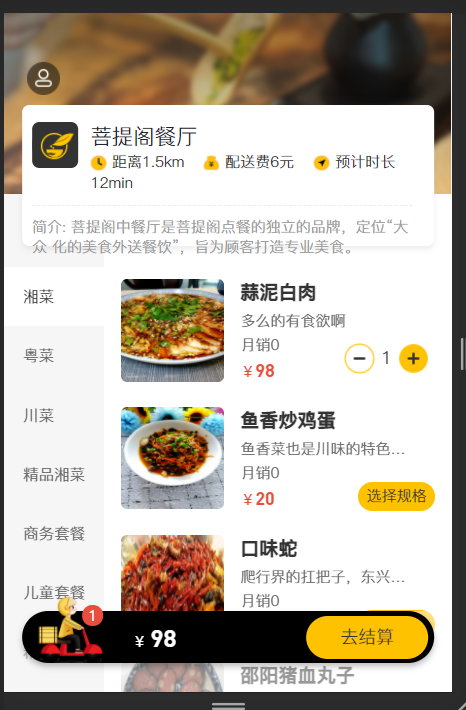 菩提阁餐厅
距离1.5km 配送费6元 预计时长
12min
简介: 菩提阁中餐厅是菩提阁点餐的独立的品牌，定位“大
众 化的美食外送餐饮”，旨为顾客打造专业美食。
湘菜
粤菜
川菜
精品湘菜
商务套餐
儿童套餐
蒜泥白肉
多么的有食欲啊
月销0
￥98
1
鱼香炒鸡蛋
鱼香菜也是川味的特色...
月销0
￥20
选择规格
口味蛇
爬行界的扛把子，东兴...
月销0
邵阳猪血丸子
1
￥ 98
去结算